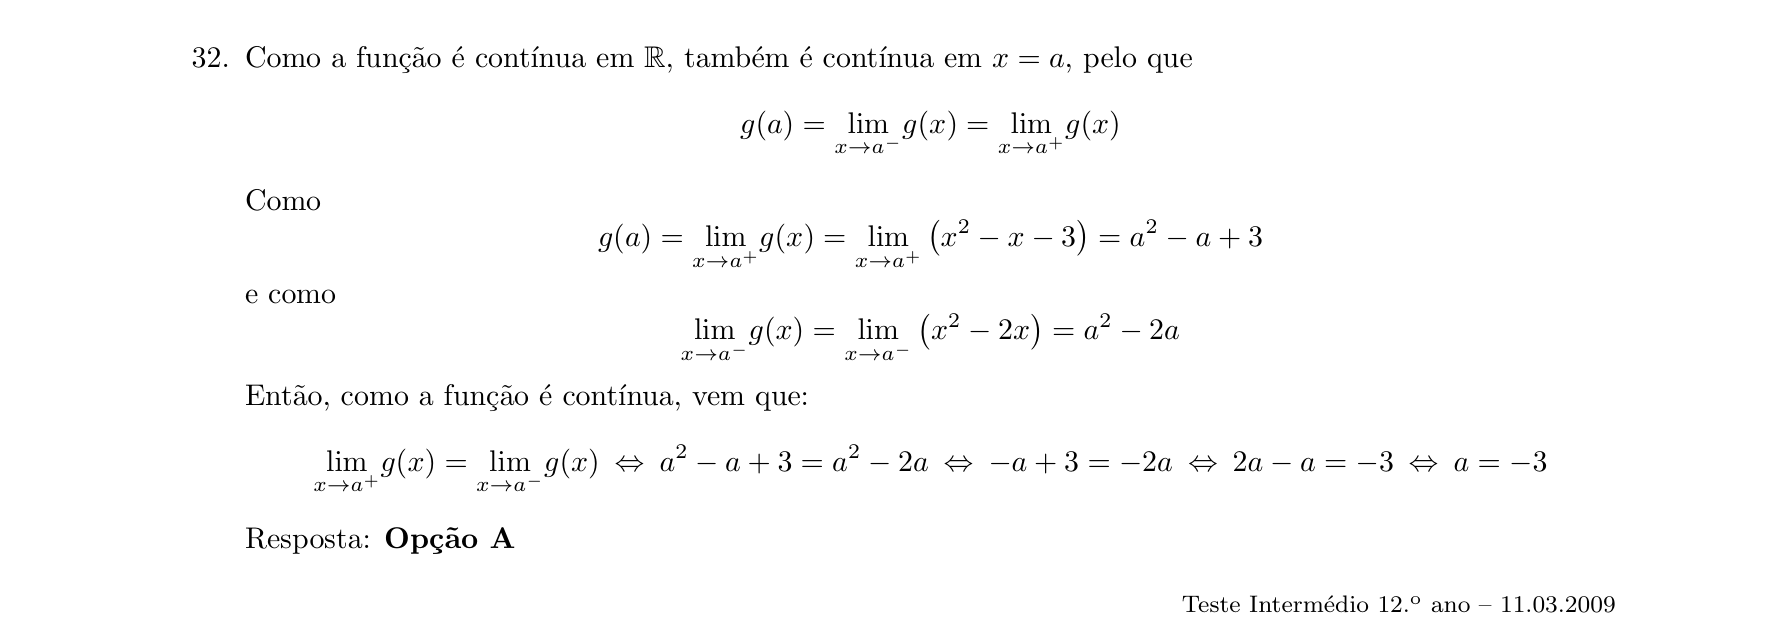 32. Como a função é contínua em ℝ, também é contínua em x = a, pelo que
g(a) = lim_{x→a⁻} g(x) = lim_{x→a⁺} g(x)
Como
g(a) = lim_{x→a⁺} g(x) = lim_{x→a⁺} (x² − x − 3) = a² − a + 3
e como
lim_{x→a⁻} g(x) = lim_{x→a⁻} (x² − 2x) = a² − 2a
Então, como a função é contínua, vem que:
lim_{x→a⁺} g(x) = lim_{x→a⁻} g(x) ⇔ a² − a + 3 = a² − 2a ⇔ −a + 3 = −2a ⇔ 2a − a = −3 ⇔ a = −3
Resposta: Opção A
Teste Intermédio 12.º ano – 11.03.2009